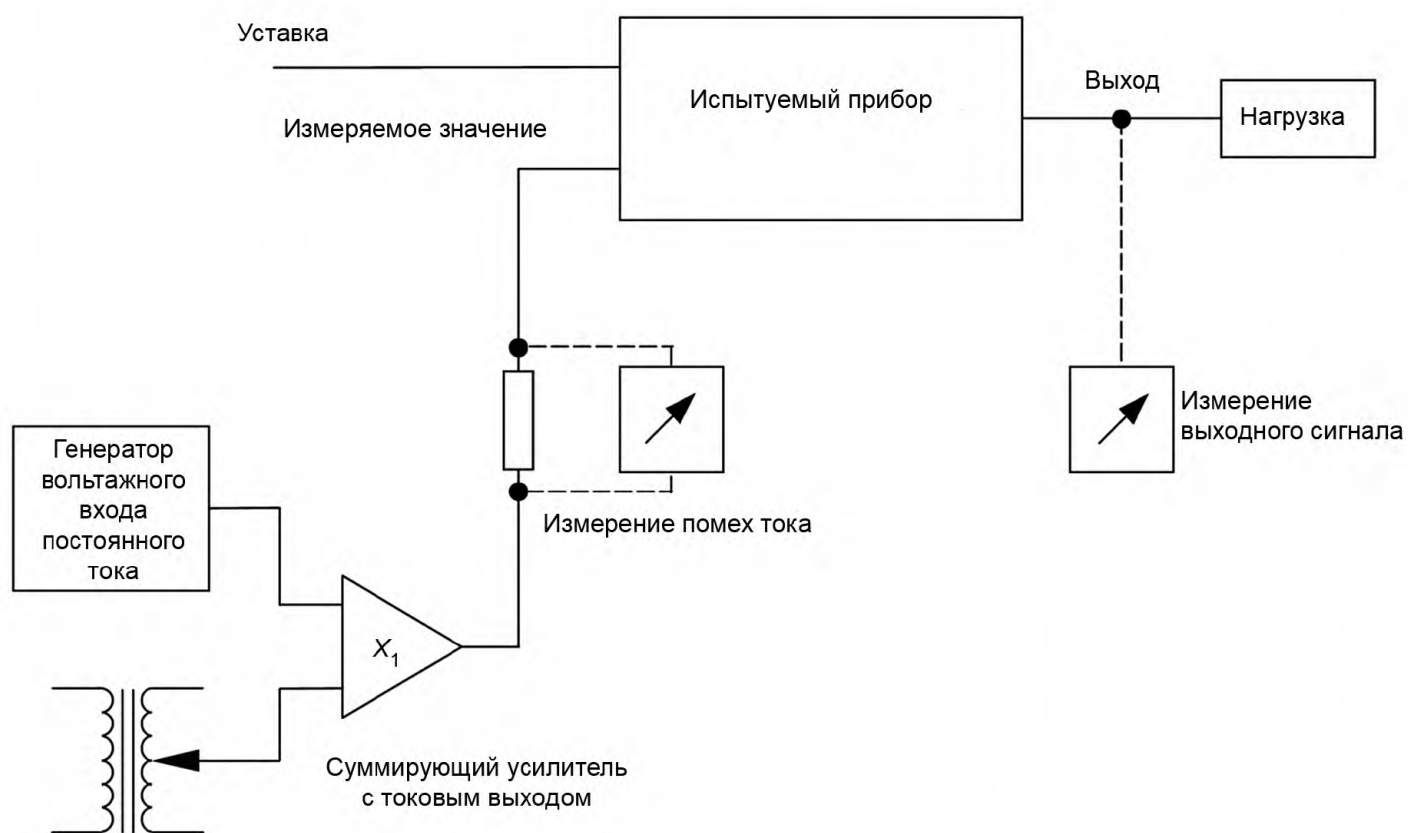 Уставка
Измеряемое значение
Испытуемый прибор
Выход
Нагрузка
Измерение
выходного сигнала
Генератор
вольтажного
входа
постоянного
тока
Измерение помех тока
X1
Суммирующий усилитель
с токовым выходом